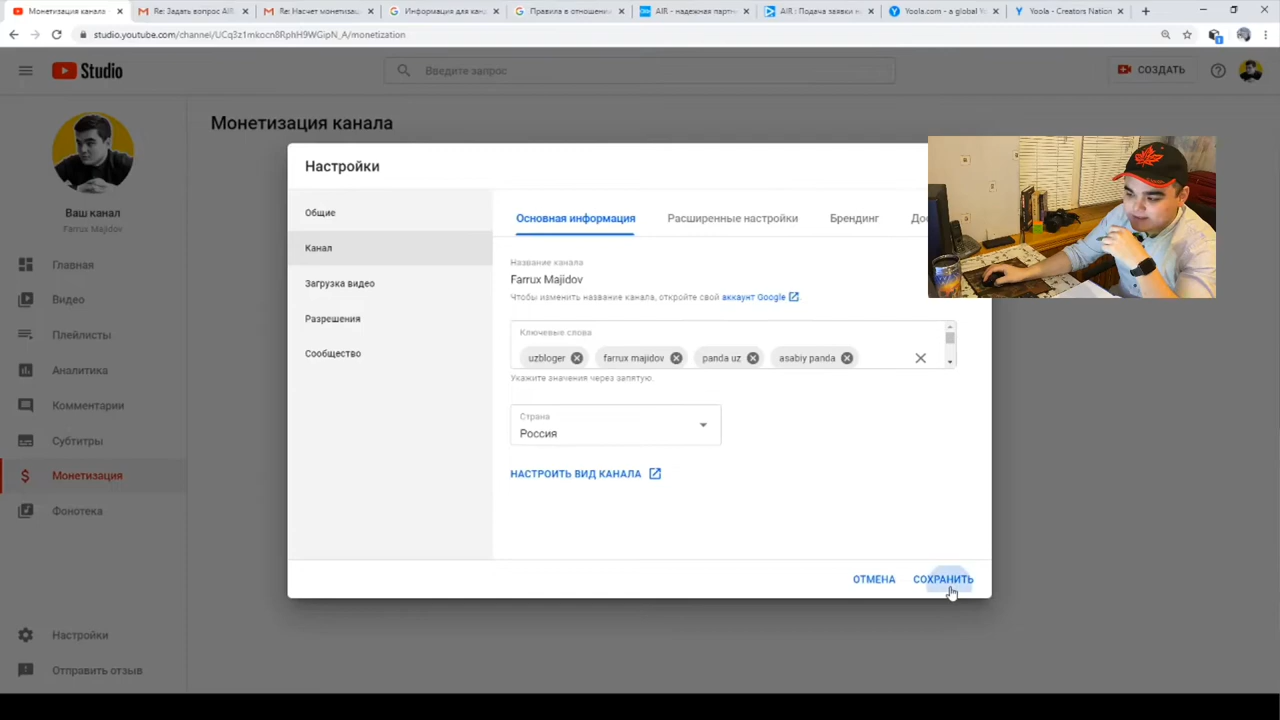 Монетизация канала
Re: Задать вопрос AIR
Re: Насчет монетизац
Информация для кан
Правила в отношени
AIR - надежная партн
AIR : Подача заявки н
Yoola.com - a global Y
Yoola - Creators Nation
studio.youtube.com/channel/UCq3z1mkocn8RphH9WGipN_A/monetization
Studio
Введите запрос
СОЗДАТЬ
Монетизация канала
Ваш канал
Farrux Majidov
Главная
Видео
Плейлисты
Аналитика
Комментарии
Субтитры
Монетизация
Фонотека
Настройки
Отправить отзыв
Настройки
Общие
Канал
Загрузка видео
Разрешения
Сообщество
Основная информация
Расширенные настройки
Брендинг
До
Название канала
Farrux Majidov
Чтобы изменить название канала, откройте свой аккаунт Google.
Ключевые слова
uzbloger
farrux majidov
panda uz
asabiy panda
Укажите значения через запятую.
Страна
Россия
НАСТРОИТЬ ВИД КАНАЛА
ОТМЕНА
СОХРАНИТЬ